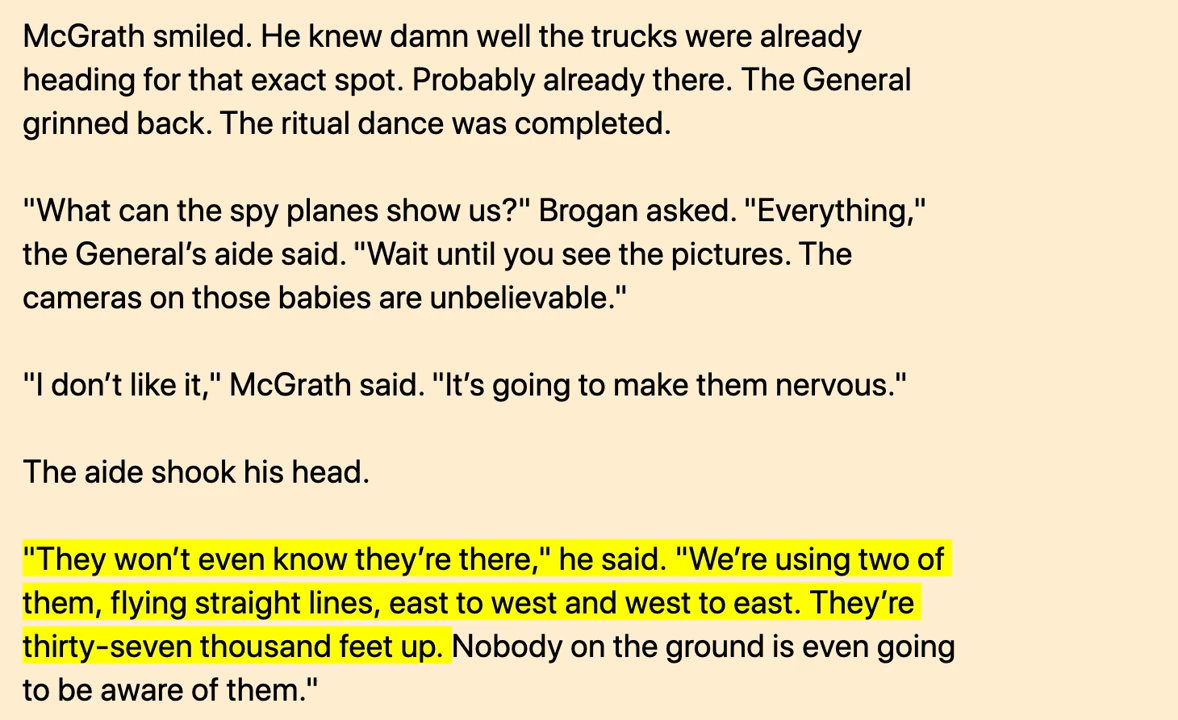 McGrath smiled. He knew damn well the trucks were already
heading for that exact spot. Probably already there. The General
grinned back. The ritual dance was completed.
"What can the spy planes show us?" Brogan asked. "Everything,"
the General’s aide said. "Wait until you see the pictures. The
cameras on those babies are unbelievable."
"I don’t like it," McGrath said. "It’s going to make them nervous."
The aide shook his head.
"They won’t even know they’re there," he said. "We’re using two of
them, flying straight lines, east to west and west to east. They’re
thirty-seven thousand feet up. Nobody on the ground is even going
to be aware of them."